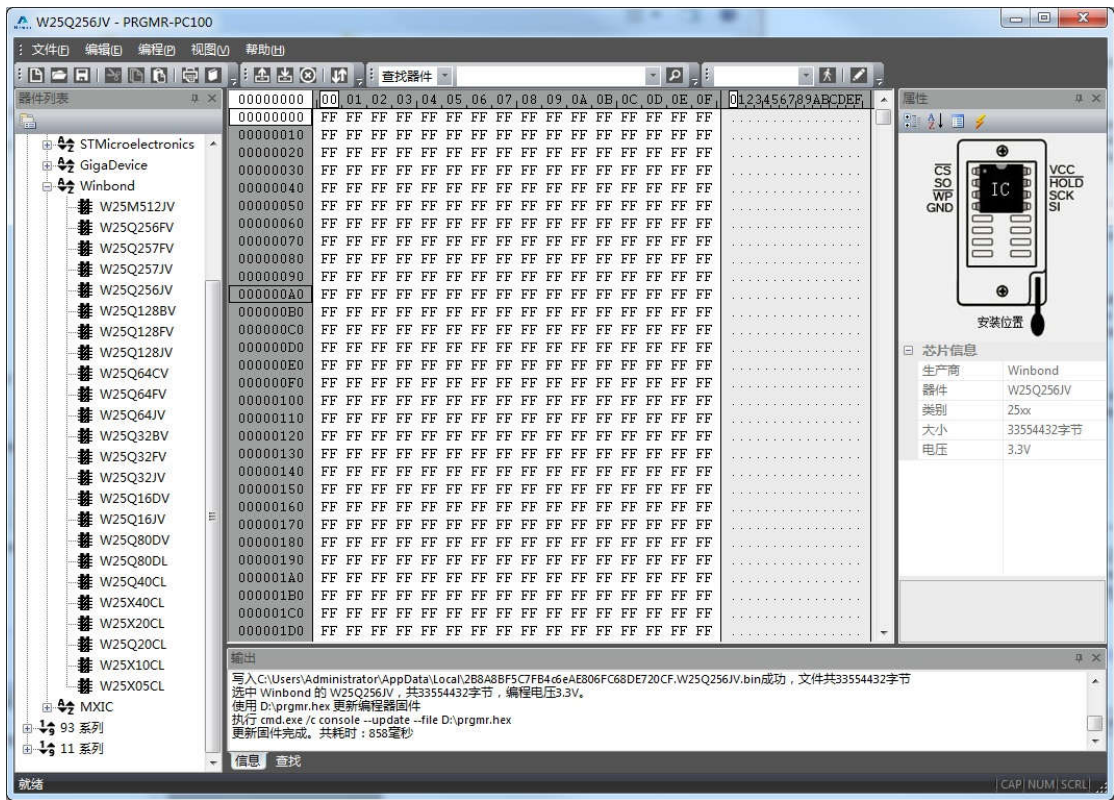 W25Q256JV - PRGMR-PC100
文件(F) 编辑(E) 编程(P) 视图(V) 帮助(H)
查找器件
器件列表
STMicroelectronics
GigaDevice
Winbond
W25M512JV
W25Q256FV
W25Q257FV
W25Q257JV
W25Q256JV
W25Q128BV
W25Q128FV
W25Q128JV
W25Q64CV
W25Q64FV
W25Q64JV
W25Q32BV
W25Q32FV
W25Q32JV
W25Q16DV
W25Q16JV
W25Q80DV
W25Q80DL
W25Q40CL
W25X40CL
W25X20CL
W25Q20CL
W25X10CL
W25X05CL
MXIC
93 系列
11 系列
00000000 00 01 02 03 04 05 06 07 08 09 0A 0B 0C 0D 0E 0F 0123456789ABCDEF
00000000 FF FF FF FF FF FF FF FF FF FF FF FF FF FF FF FF ................
00000010 FF FF FF FF FF FF FF FF FF FF FF FF FF FF FF FF ................
00000020 FF FF FF FF FF FF FF FF FF FF FF FF FF FF FF FF ................
00000030 FF FF FF FF FF FF FF FF FF FF FF FF FF FF FF FF ................
00000040 FF FF FF FF FF FF FF FF FF FF FF FF FF FF FF FF ................
00000050 FF FF FF FF FF FF FF FF FF FF FF FF FF FF FF FF ................
00000060 FF FF FF FF FF FF FF FF FF FF FF FF FF FF FF FF ................
00000070 FF FF FF FF FF FF FF FF FF FF FF FF FF FF FF FF ................
00000080 FF FF FF FF FF FF FF FF FF FF FF FF FF FF FF FF ................
00000090 FF FF FF FF FF FF FF FF FF FF FF FF FF FF FF FF ................
000000A0 FF FF FF FF FF FF FF FF FF FF FF FF FF FF FF FF ................
000000B0 FF FF FF FF FF FF FF FF FF FF FF FF FF FF FF FF ................
000000C0 FF FF FF FF FF FF FF FF FF FF FF FF FF FF FF FF ................
000000D0 FF FF FF FF FF FF FF FF FF FF FF FF FF FF FF FF ................
000000E0 FF FF FF FF FF FF FF FF FF FF FF FF FF FF FF FF ................
000000F0 FF FF FF FF FF FF FF FF FF FF FF FF FF FF FF FF ................
00000100 FF FF FF FF FF FF FF FF FF FF FF FF FF FF FF FF ................
00000110 FF FF FF FF FF FF FF FF FF FF FF FF FF FF FF FF ................
00000120 FF FF FF FF FF FF FF FF FF FF FF FF FF FF FF FF ................
00000130 FF FF FF FF FF FF FF FF FF FF FF FF FF FF FF FF ................
00000140 FF FF FF FF FF FF FF FF FF FF FF FF FF FF FF FF ................
00000150 FF FF FF FF FF FF FF FF FF FF FF FF FF FF FF FF ................
00000160 FF FF FF FF FF FF FF FF FF FF FF FF FF FF FF FF ................
00000170 FF FF FF FF FF FF FF FF FF FF FF FF FF FF FF FF ................
00000180 FF FF FF FF FF FF FF FF FF FF FF FF FF FF FF FF ................
00000190 FF FF FF FF FF FF FF FF FF FF FF FF FF FF FF FF ................
000001A0 FF FF FF FF FF FF FF FF FF FF FF FF FF FF FF FF ................
000001B0 FF FF FF FF FF FF FF FF FF FF FF FF FF FF FF FF ................
000001C0 FF FF FF FF FF FF FF FF FF FF FF FF FF FF FF FF ................
000001D0 FF FF FF FF FF FF FF FF FF FF FF FF FF FF FF FF ................
属性
CS VCC
SO HOLD
WP SCK
GND SI
IC
安装位置
芯片信息
生产商 Winbond
器件 W25Q256JV
类别 25xx
大小 33554432字节
电压 3.3V
输出
写入C:\Users\Administrator\AppData\Local\2B8A8BF5C7FB4c6eAE806FC68DE720CF.W25Q256JV.bin成功，文件共33554432字节
选中 Winbond 的 W25Q256JV，共33554432字节，编程电压3.3V。
使用 D:\prgmr.hex 更新编程器固件
执行 cmd.exe /c console --update --file D:\prgmr.hex
更新固件完成。共耗时：858毫秒
信息 查找
就绪 CAP NUM SCRL